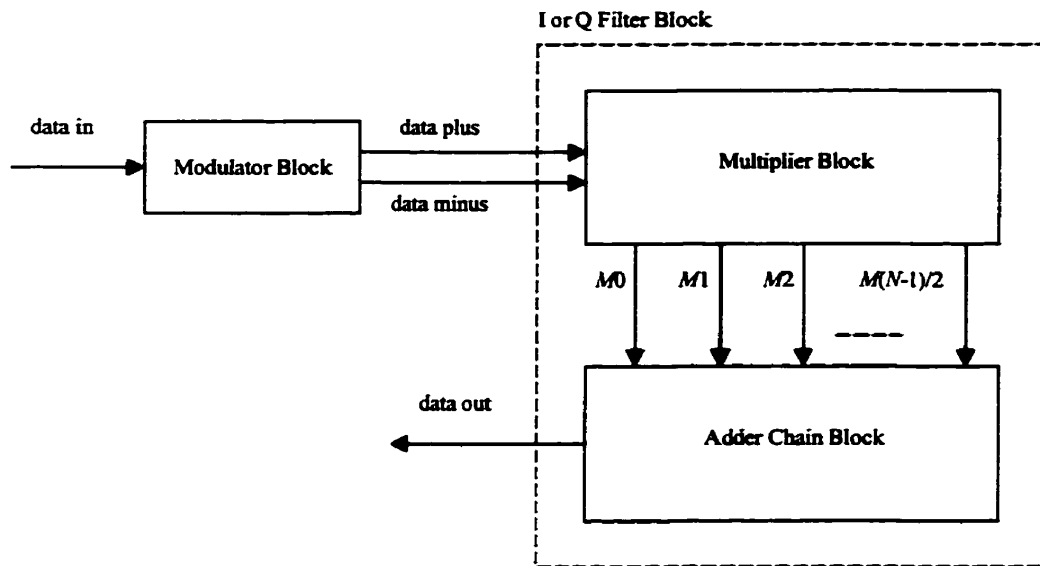 I or Q Filter Block
data in
Modulator Block
data plus
data minus
Multiplier Block
M0 M1 M2 M(N-1)/2
data out
Adder Chain Block